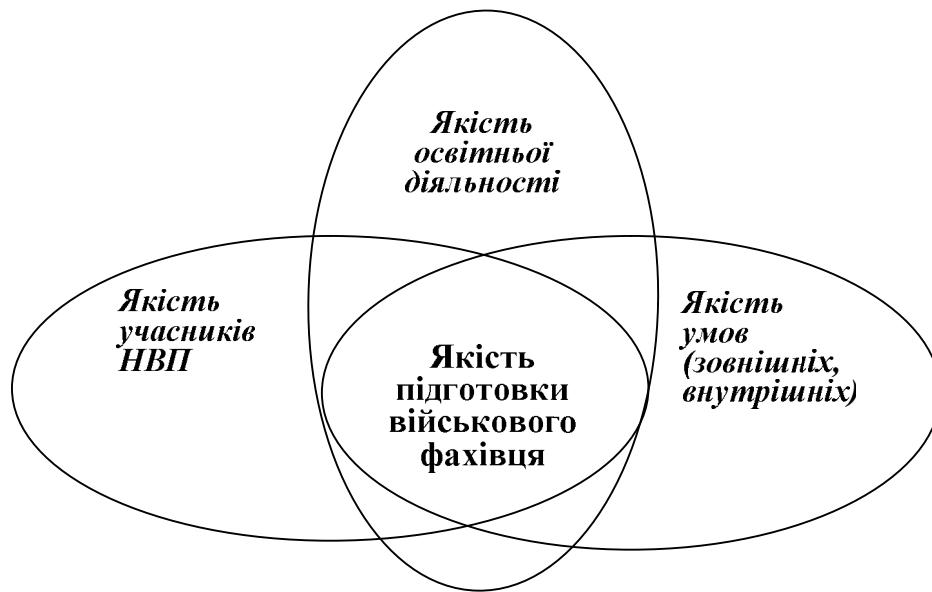 Якість
освітньої
діяльності
Якість
учасників
НВП
Якість
підготовки
військового
фахівця
Якість
умов
(зовнішніх,
внутрішніх)